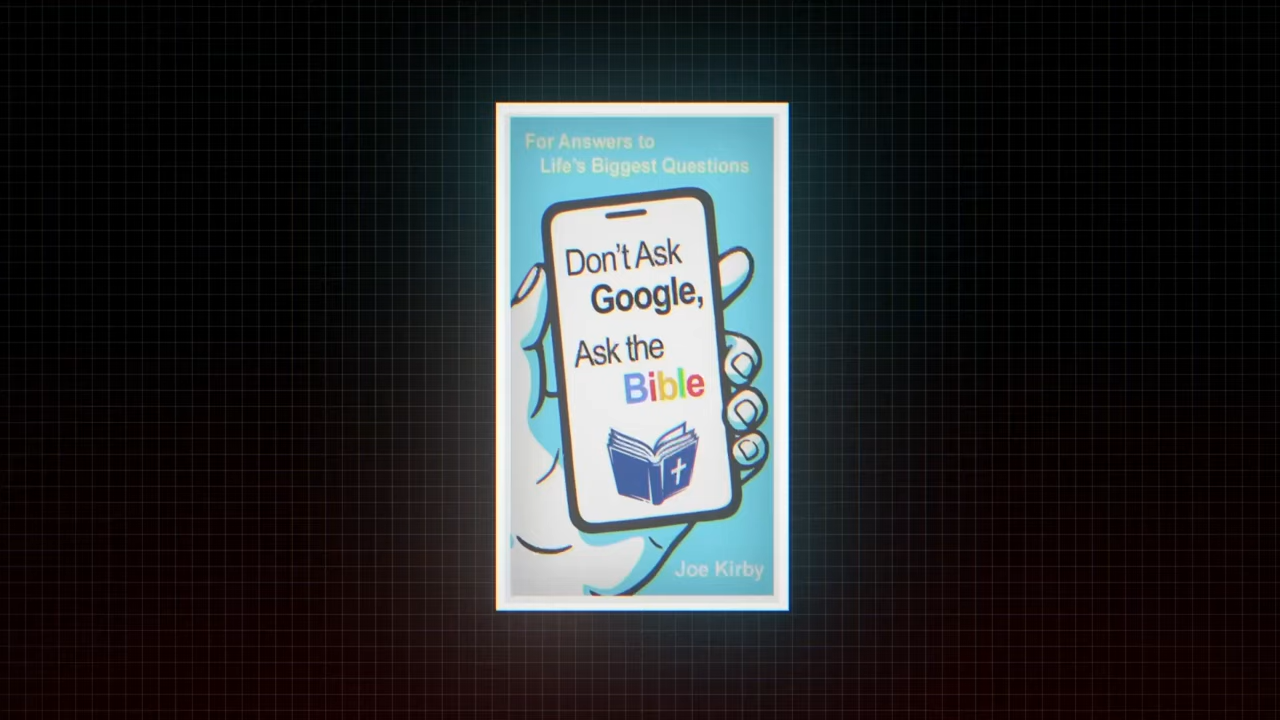 For Answers to
Life's Biggest Questions
Don't Ask
Google,
Ask the
Bible
Joe Kirby